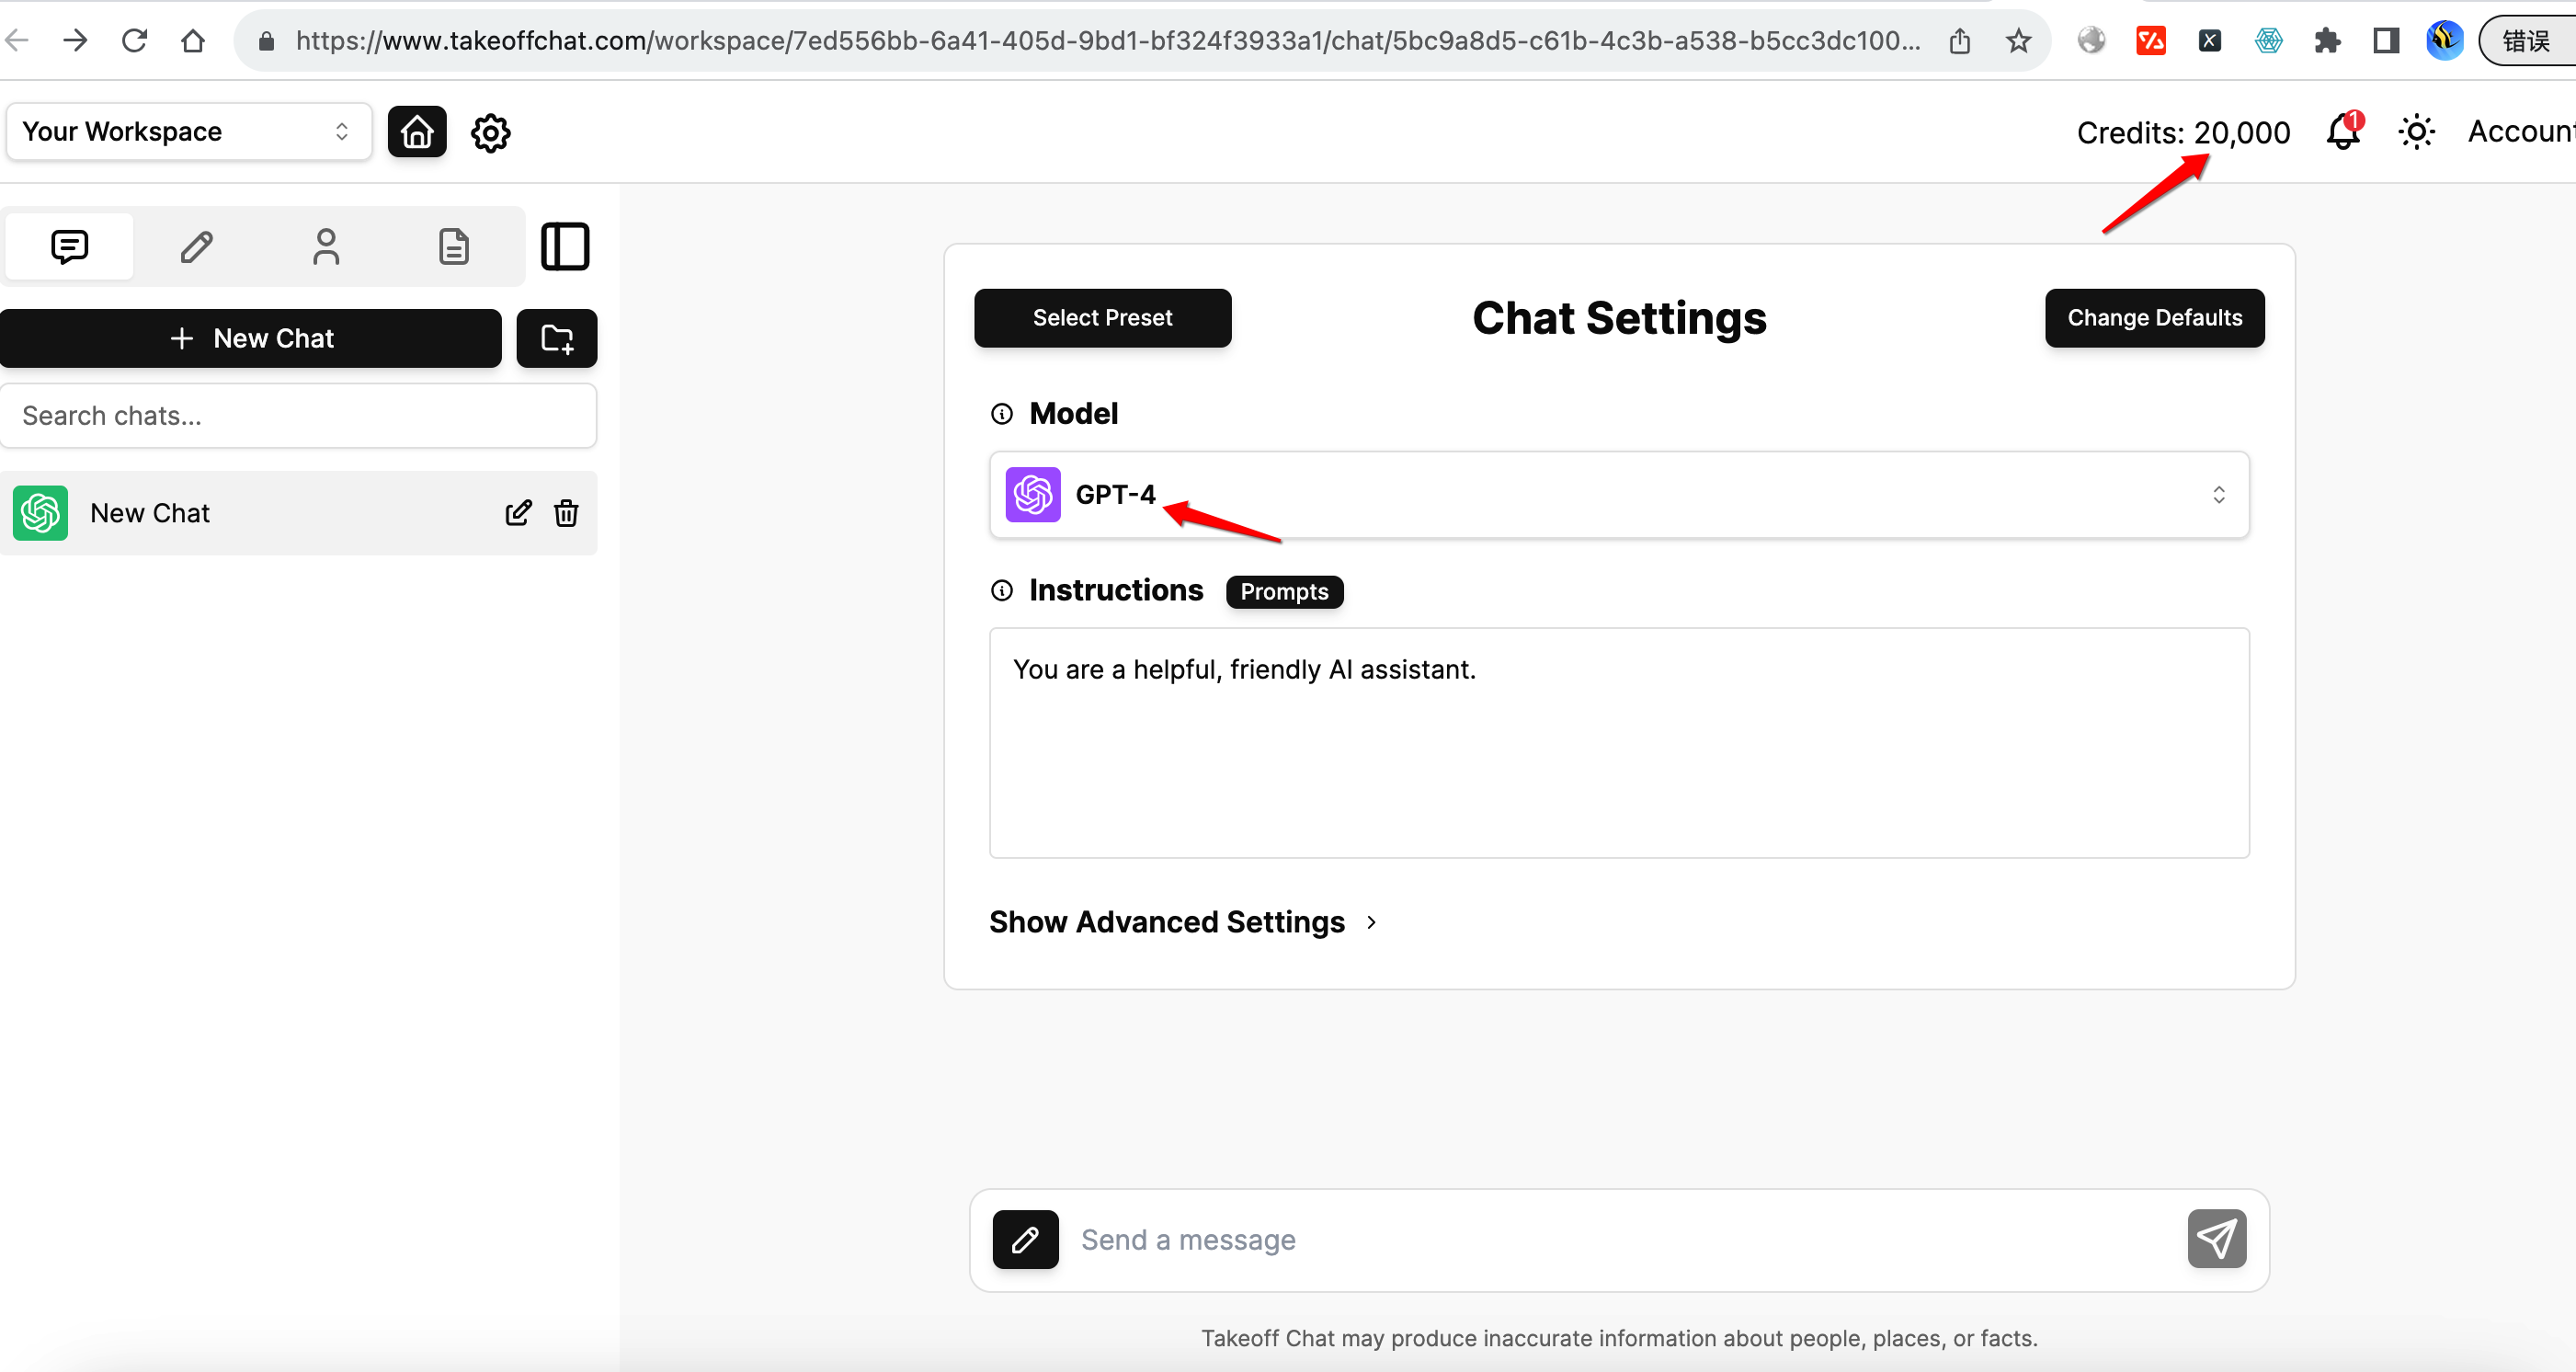 https://www.takeoffchat.com/workspace/7ed556bb-6a41-405d-9bd1-bf324f3933a1/chat/5bc9a8d5-c61b-4c3b-a538-b5cc3dc100...
错误
Your Workspace
Credits: 20,000
1
Accoun
Select Preset
Chat Settings
Change Defaults
+ New Chat
Search chats...
Model
GPT-4
New Chat
Instructions
Prompts
You are a helpful, friendly AI assistant.
Show Advanced Settings
Send a message
Takeoff Chat may produce inaccurate information about people, places, or facts.